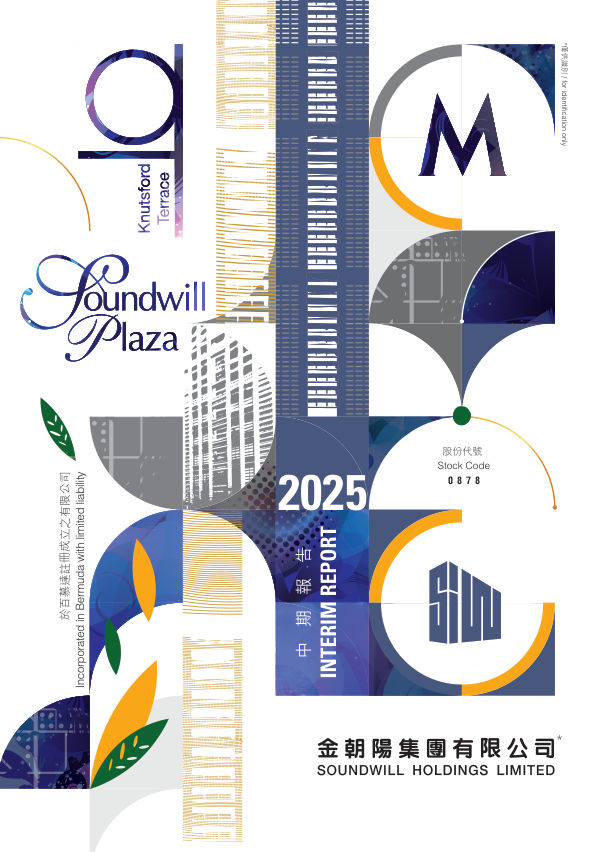 *僅供識別 / for identification only
Knutsford
Terrace
M
Soundwill
Plaza
股份代號
Stock Code
0878
2025
中期報告
INTERIM REPORT
於百慕達註冊成立之有限公司
Incorporated in Bermuda with limited liability
金朝陽集團有限公司*
SOUNDWILL HOLDINGS LIMITED